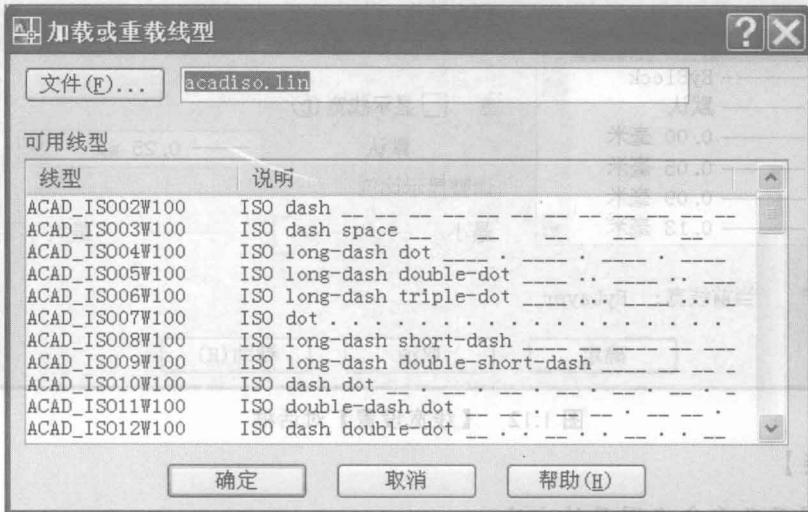 加载或重载线型
文件(F)... acadiso.lin
可用线型
线型 说明
ACAD_ISO02W100 ISO dash __ __ __ __ __ __ __ __ __ __ __ __ __
ACAD_ISO03W100 ISO dash space __ __ __ __ __
ACAD_ISO04W100 ISO long-dash dot ____ . ____ . ____ . ____
ACAD_ISO05W100 ISO long-dash double-dot ____ .. ____ ..
ACAD_ISO06W100 ISO long-dash triple-dot ____ ... ____
ACAD_ISO07W100 ISO dot . . . . . . . . . . . . . . . . . . . .
ACAD_ISO08W100 ISO long-dash short-dash ____ __ ____ __
ACAD_ISO09W100 ISO long-dash double-short-dash ____ __ __
ACAD_ISO10W100 ISO dash dot __ . __ . __ . __ . __ . __ . __
ACAD_ISO11W100 ISO double-dash dot __ __ . __ __ . __ __ .
ACAD_ISO12W100 ISO dash double-dot __ . . __ . . __ . . __
确定 取消 帮助(H)